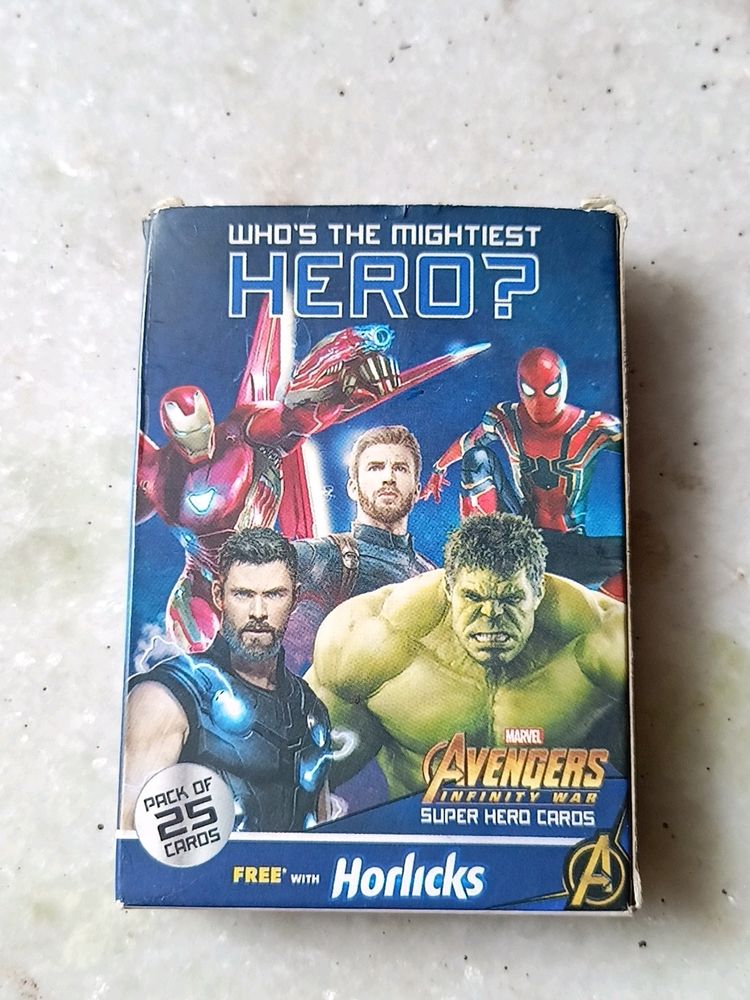 WHO'S THE MIGHTIEST
HERO?
MARVEL
AVENGERS
INFINITY WAR
SUPER HERO CARDS
PACK OF
25
CARDS
FREE* WITH Horlicks